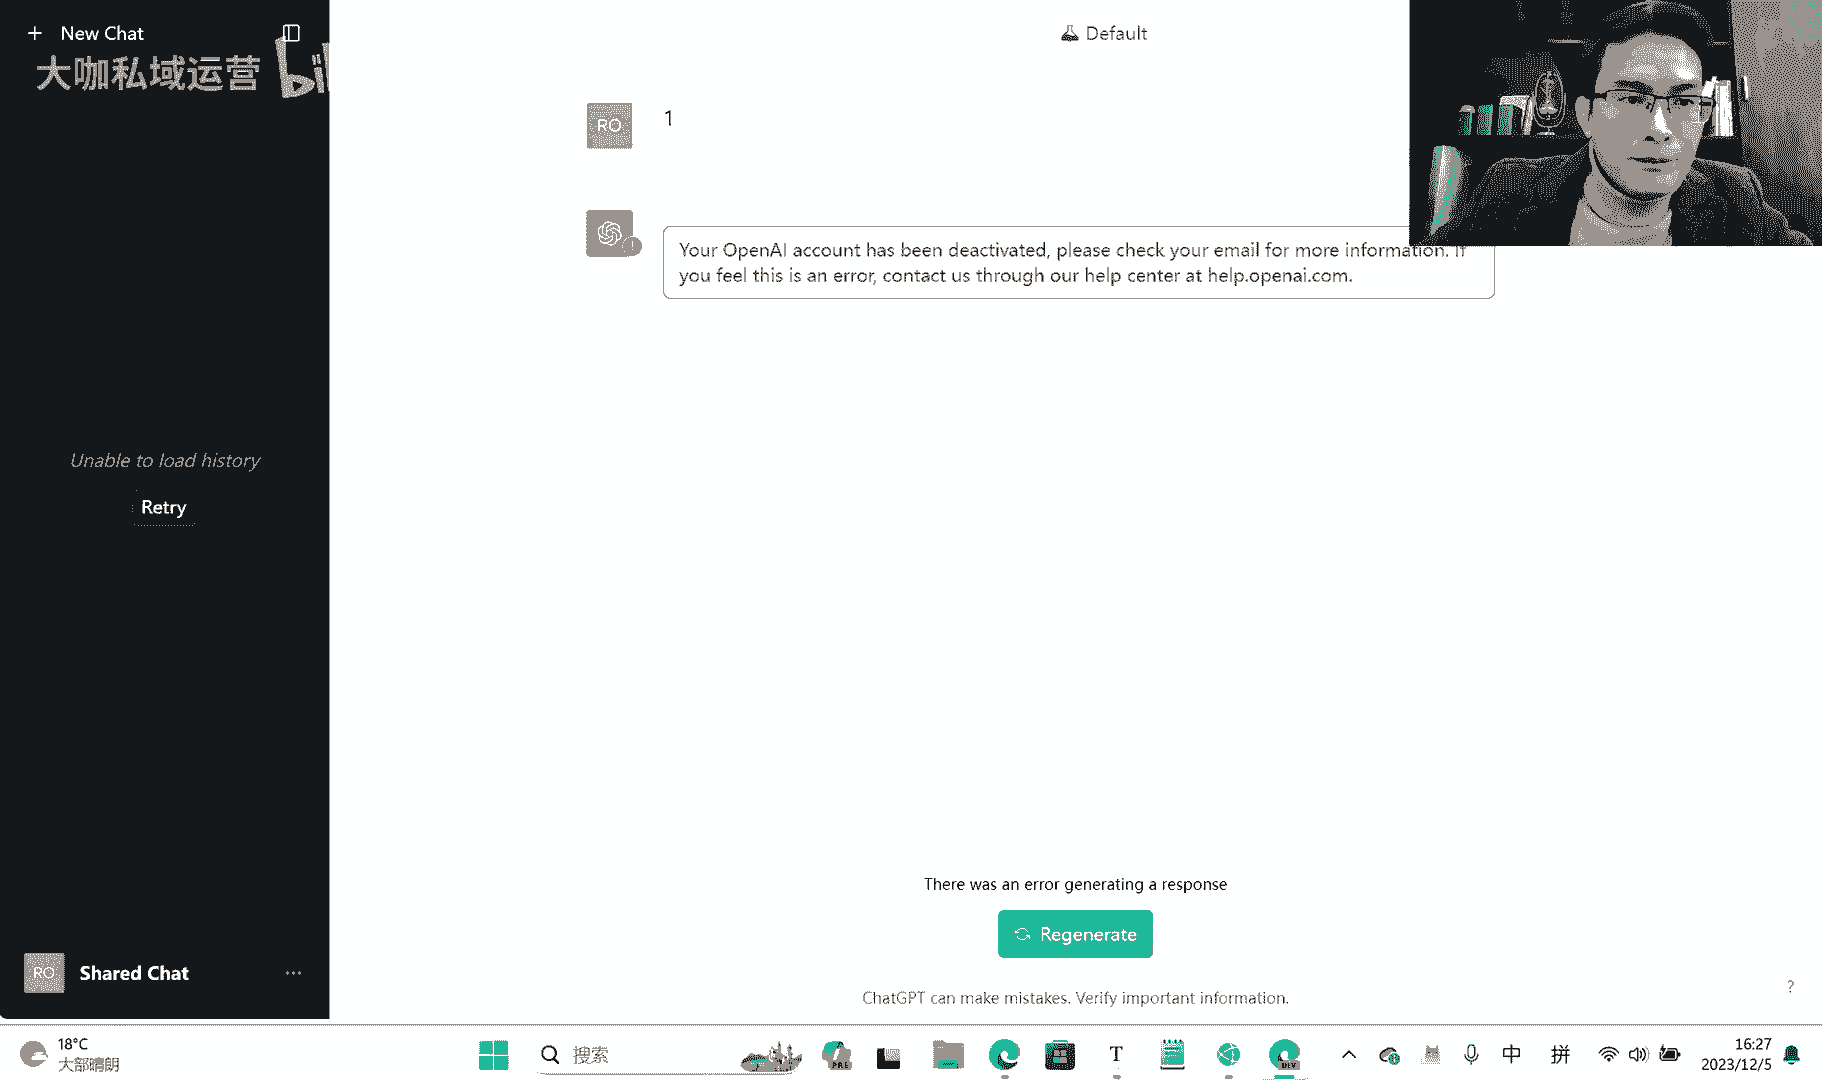 New Chat
大咖私域运营 bil
Default
RO
1
Your OpenAI account has been deactivated, please check your email for more information. If
you feel this is an error, contact us through our help center at help.openai.com.
Unable to load history
Retry
There was an error generating a response
Regenerate
RO
Shared Chat
ChatGPT can make mistakes. Verify important information.
?
18°C
大部晴朗
搜索
PRE
T
DEV
中
拼
16:27
2023/12/5